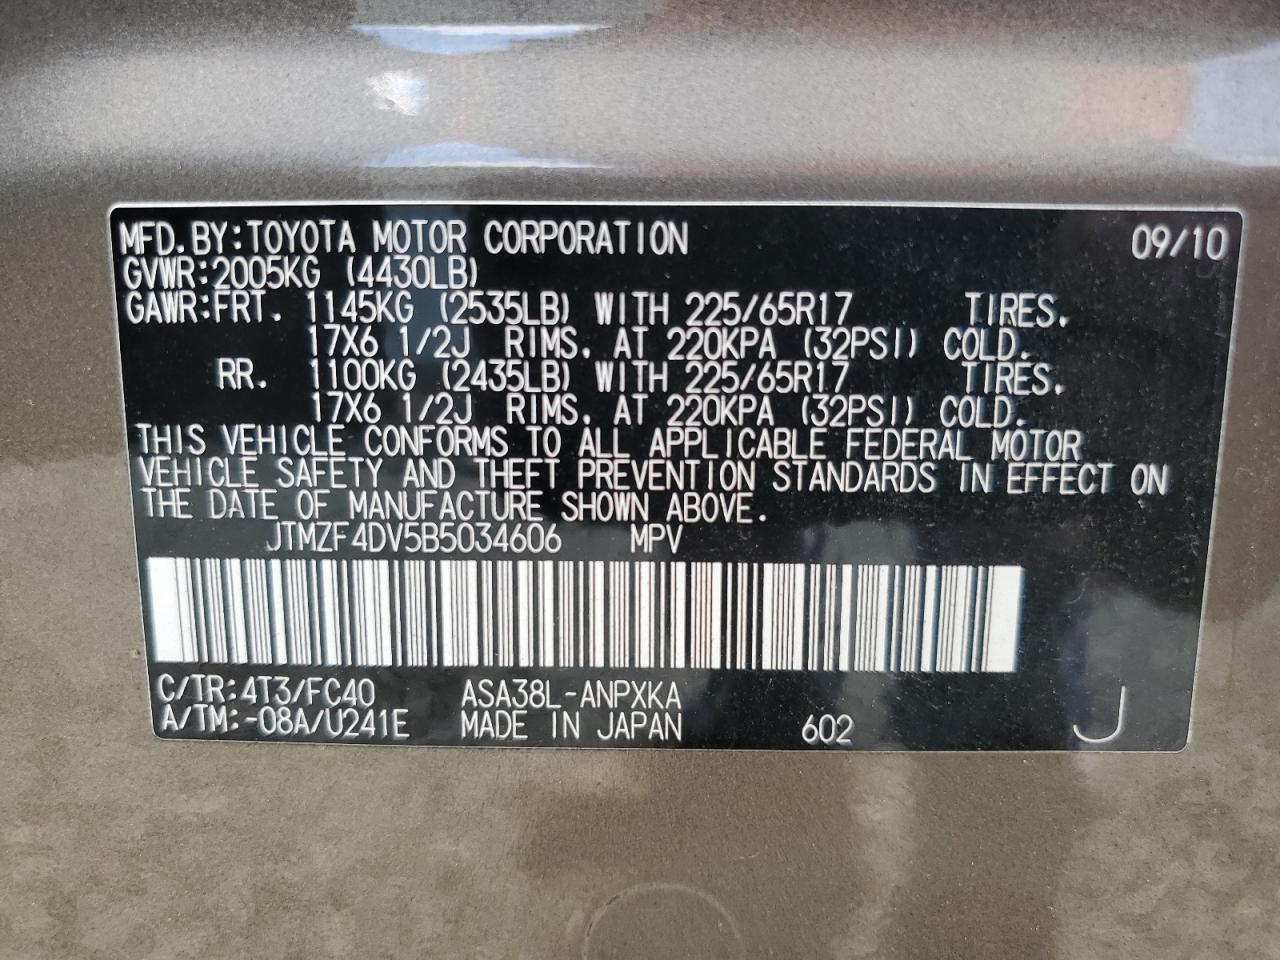 MFD.BY:TOYOTA MOTOR CORPORATION 09/10
GVWR:2005KG (4430LB)
GAWR:FRT. 1145KG (2535LB) WITH 225/65R17 TIRES.
17X6 1/2J RIMS. AT 220KPA (32PSI) COLD.
RR. 1100KG (2435LB) WITH 225/65R17 TIRES.
17X6 1/2J RIMS. AT 220KPA (32PSI) COLD.
THIS VEHICLE CONFORMS TO ALL APPLICABLE FEDERAL MOTOR
VEHICLE SAFETY AND THEFT PREVENTION STANDARDS IN EFFECT ON
THE DATE OF MANUFACTURE SHOWN ABOVE.
JTMZF4DV5B5034606 MPV
C/TR:4T3/FC40 ASA38L-ANPXKA
A/TM:-08A/U241E MADE IN JAPAN 602 J